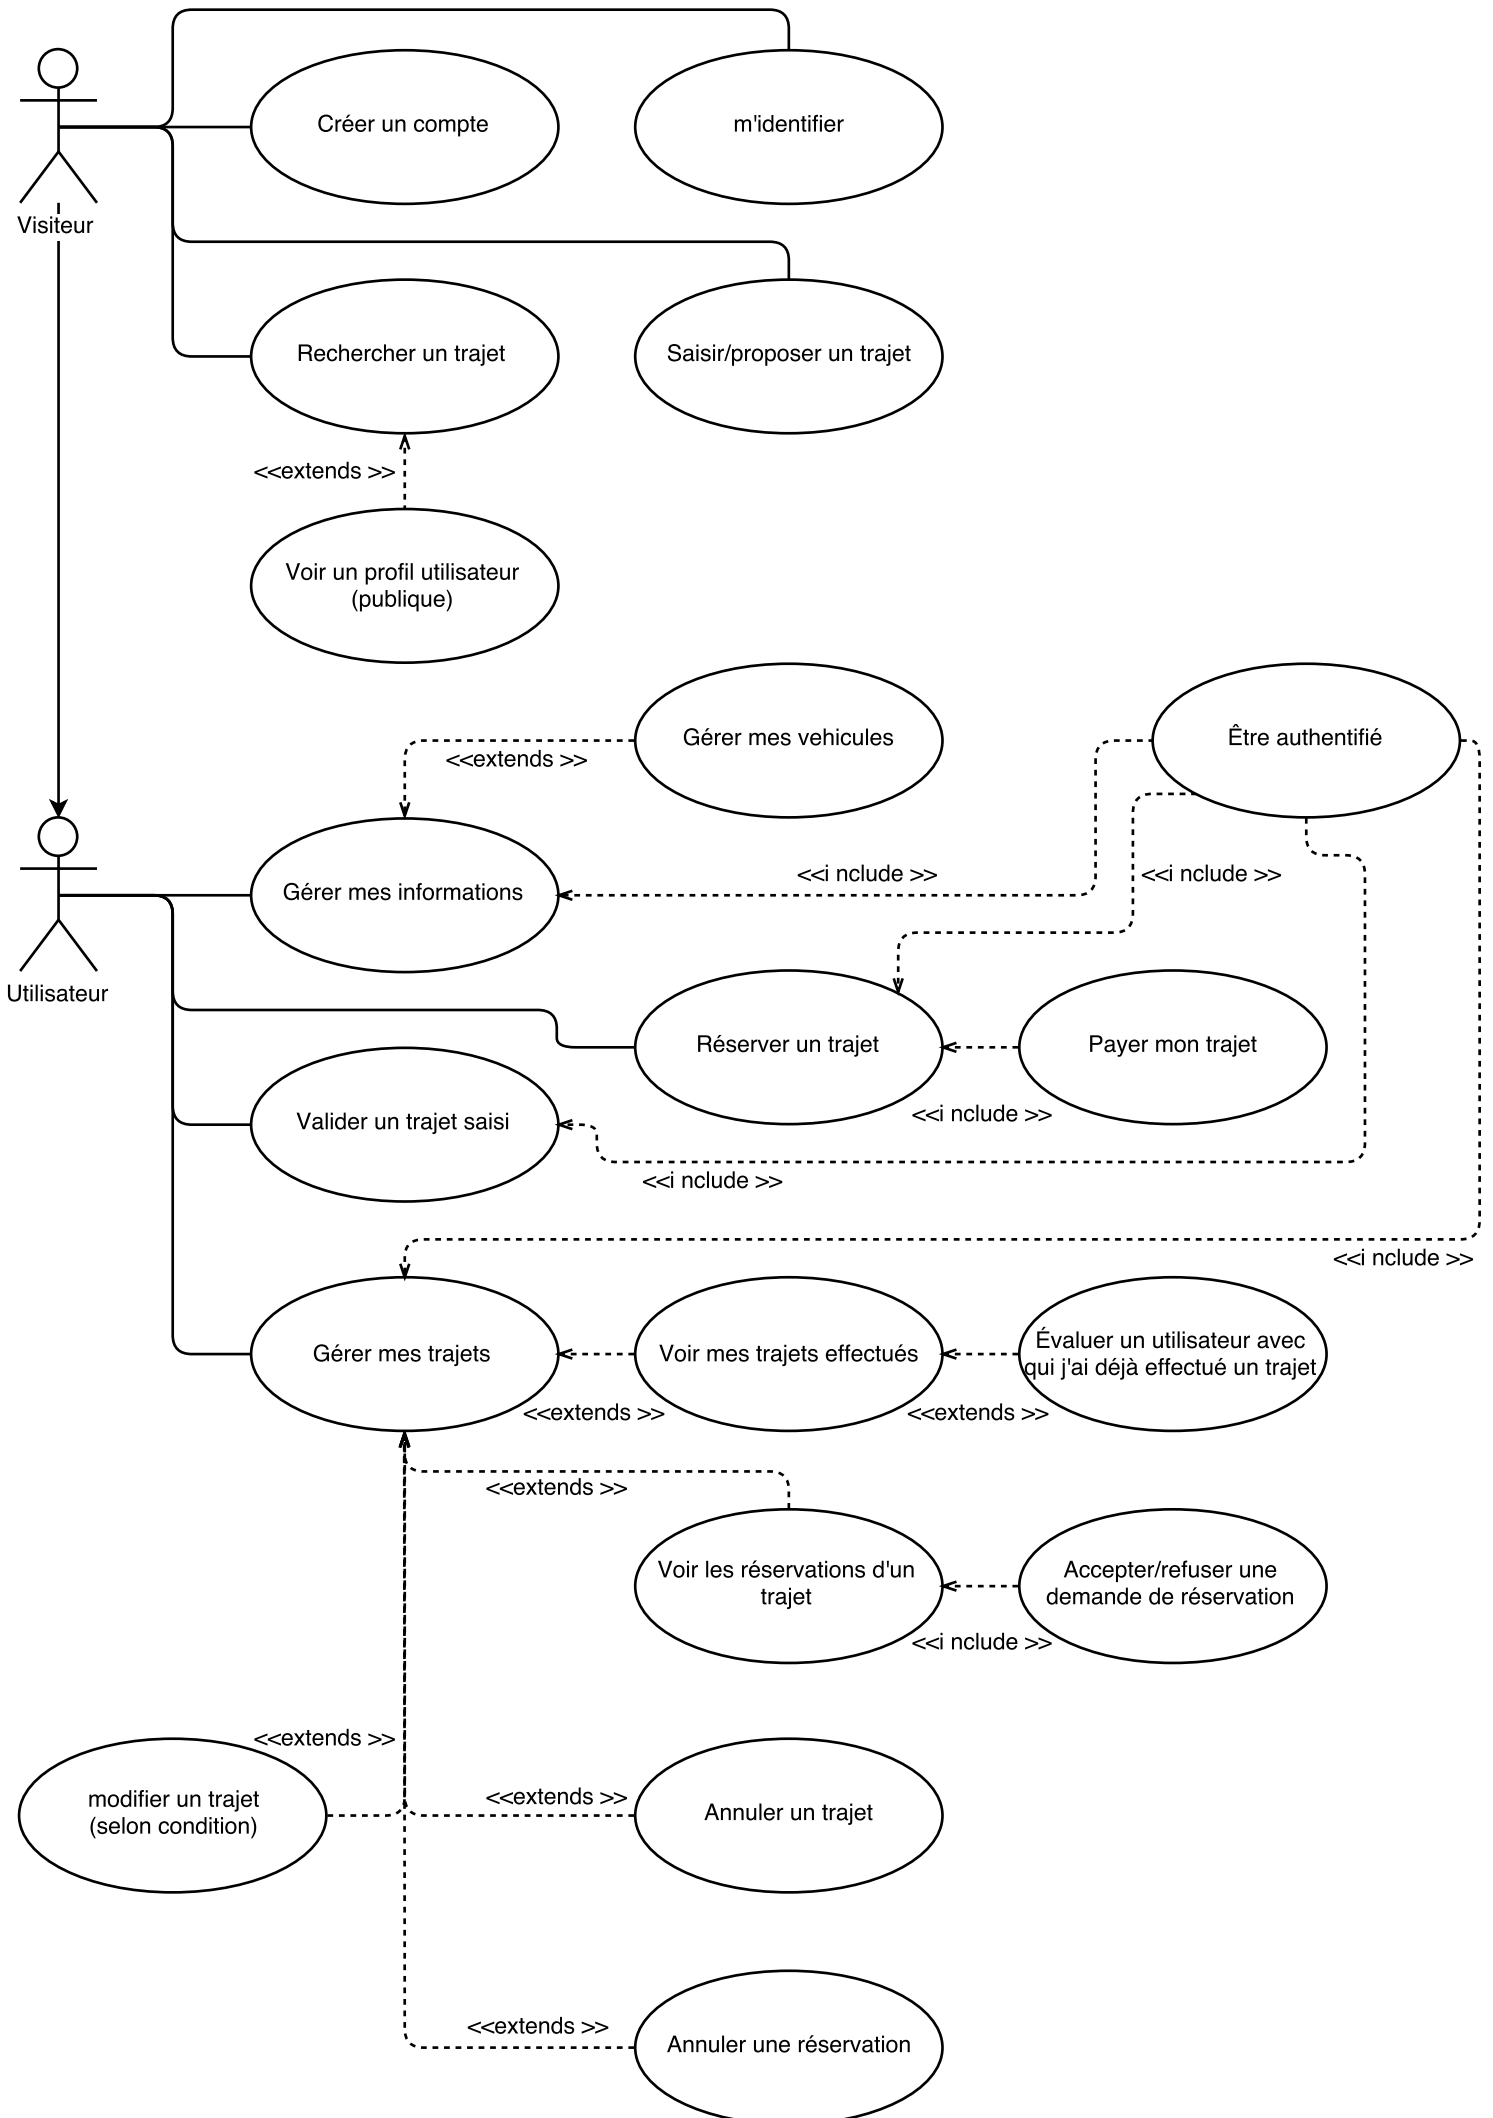 Créer un compte
m'identifier
Visiteur
Rechercher un trajet
Saisir/proposer un trajet
<<extends >>
Voir un profil utilisateur
(publique)
Gérer mes vehicules
Être authentifié
<<extends >>
<<i nclude >>
<<i nclude >>
Gérer mes informations
Utilisateur
Réserver un trajet
Payer mon trajet
<<i nclude >>
Valider un trajet saisi
<<i nclude >>
<<i nclude >>
Gérer mes trajets
Voir mes trajets effectués
Évaluer un utilisateur avec
qui j'ai déjà effectué un trajet
<<extends >>
<<extends >>
<<extends >>
Voir les réservations d'un
trajet
Accepter/refuser une
demande de réservation
<<i nclude >>
<<extends >>
modifier un trajet
(selon condition)
<<extends >>
Annuler un trajet
<<extends >>
Annuler une réservation